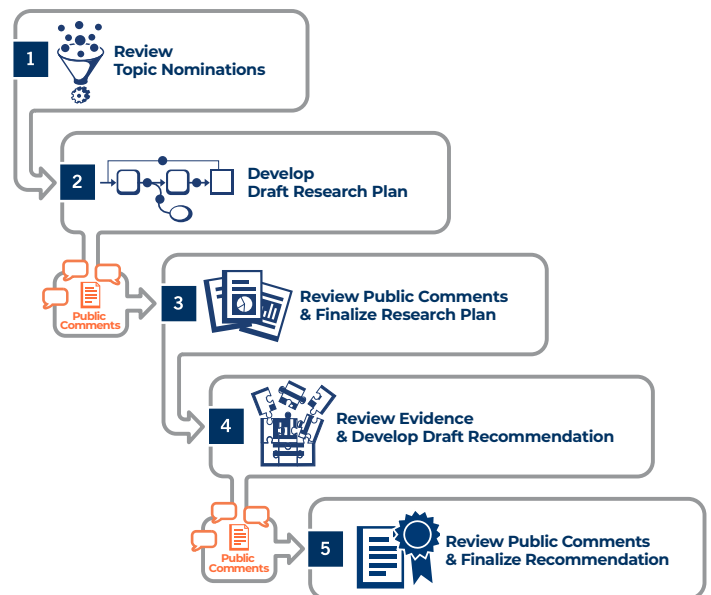 1
Review
Topic Nominations
2
Develop
Draft Research Plan
Public
Comments
3
Review Public Comments
& Finalize Research Plan
4
Review Evidence
& Develop Draft Recommendation
Public
Comments
5
Review Public Comments
& Finalize Recommendation